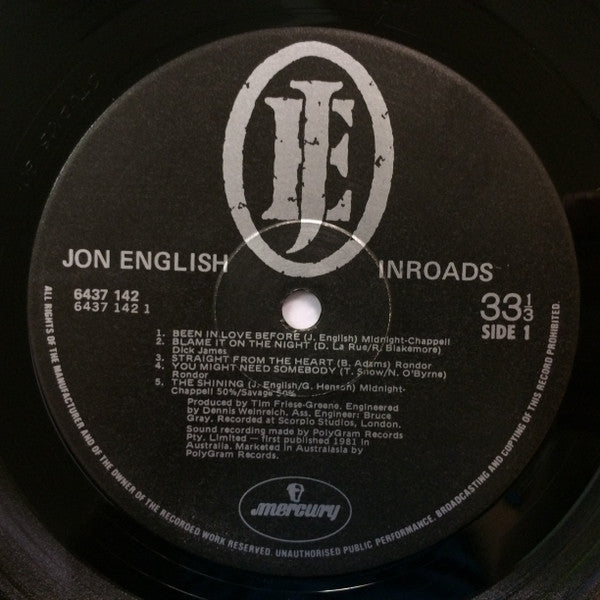 JE
JON ENGLISH
INROADS
6437 142
6437 142 1
33⅓
SIDE 1
1. BEEN IN LOVE BEFORE (J. English) Midnight-Chappell
2. BLAME IT ON THE NIGHT (D. La Rue/R. Blakemore)
Dick James
3. STRAIGHT FROM THE HEART (B. Adams) Rondor
4. YOU MIGHT NEED SOMEBODY (T. Snow/N. O'Byrne)
Rondor
5. THE SHINING (J. English/G. Henson) Midnight-
Chappell 50%/Savage 50%
Produced by Tim Friese-Greene. Engineered
by Dennis Weinreich. Ass. Engineer: Bruce
Gray. Recorded at Scorpio Studios, London.
Sound recording made by PolyGram Records
Pty. Limited — first published 1981 in
Australia. Marketed in Australasia by
PolyGram Records.
mercury
ALL RIGHTS OF THE MANUFACTURER AND OF THE OWNER OF THE RECORDED WORK RESERVED. UNAUTHORISED PUBLIC PERFORMANCE, BROADCASTING AND COPYING OF THIS RECORD PROHIBITED.